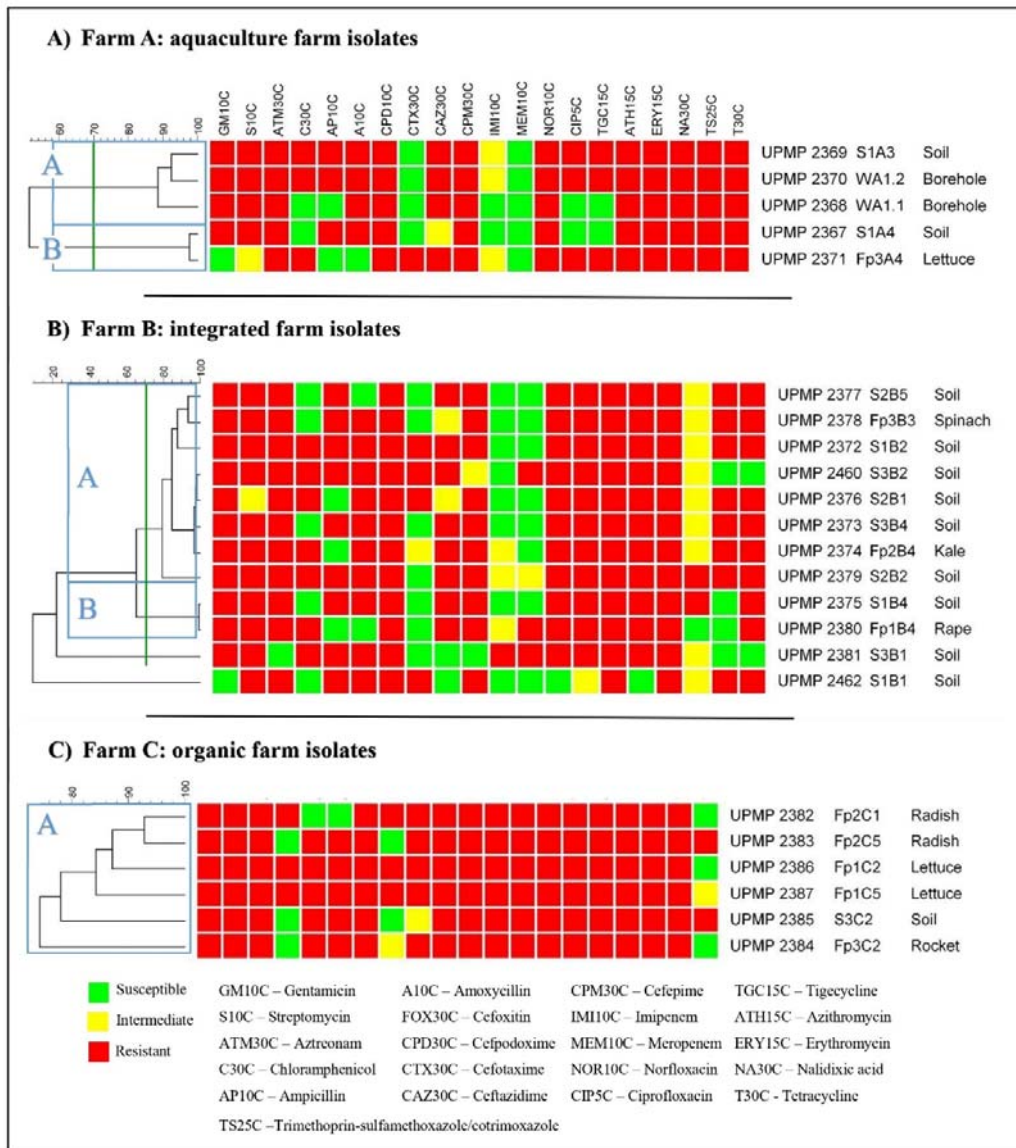 A) Farm A: aquaculture farm isolates
GM10C S10C ATM30C C30C AP10C A10C CPD10C CTX30C CAZ30C CPM30C IMI10C MEM10C NOR10C CIP5C TGC15C ATH15C ERY15C NA30C TS25C T30C
60 70 80 90 100
A
B
UPMP 2369 S1A3 Soil
UPMP 2370 WA1.2 Borehole
UPMP 2368 WA1.1 Borehole
UPMP 2367 S1A4 Soil
UPMP 2371 Fp3A4 Lettuce
B) Farm B: integrated farm isolates
20 40 60 80 100
A
B
UPMP 2377 S2B5 Soil
UPMP 2378 Fp3B3 Spinach
UPMP 2372 S1B2 Soil
UPMP 2460 S3B2 Soil
UPMP 2376 S2B1 Soil
UPMP 2373 S3B4 Soil
UPMP 2374 Fp2B4 Kale
UPMP 2379 S2B2 Soil
UPMP 2375 S1B4 Soil
UPMP 2380 Fp1B4 Rape
UPMP 2381 S3B1 Soil
UPMP 2462 S1B1 Soil
C) Farm C: organic farm isolates
80 90 100
A
UPMP 2382 Fp2C1 Radish
UPMP 2383 Fp2C5 Radish
UPMP 2386 Fp1C2 Lettuce
UPMP 2387 Fp1C5 Lettuce
UPMP 2385 S3C2 Soil
UPMP 2384 Fp3C2 Rocket
Susceptible
Intermediate
Resistant
GM10C – Gentamicin A10C – Amoxycillin CPM30C – Cefepime TGC15C – Tigecycline
S10C – Streptomycin FOX30C – Cefoxitin IMI10C – Imipenem ATH15C – Azithromycin
ATM30C – Aztreonam CPD30C – Cefpodoxime MEM10C – Meropenem ERY15C – Erythromycin
C30C – Chloramphenicol CTX30C – Cefotaxime NOR10C – Norfloxacin NA30C – Nalidixic acid
AP10C – Ampicillin CAZ30C – Ceftazidime CIP5C – Ciprofloxacin T30C - Tetracycline
TS25C –Trimethoprin-sulfamethoxazole/cotrimoxazole